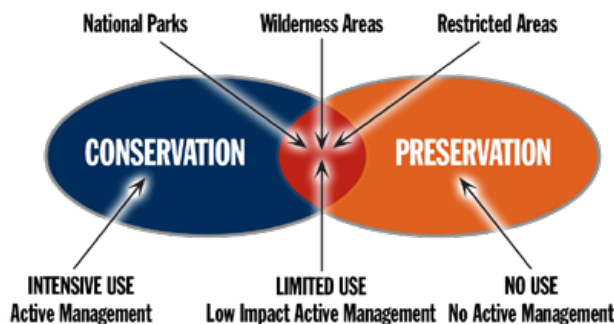 National Parks
Wilderness Areas
Restricted Areas
CONSERVATION
PRESERVATION
INTENSIVE USE
Active Management
LIMITED USE
Low Impact Active Management
NO USE
No Active Management